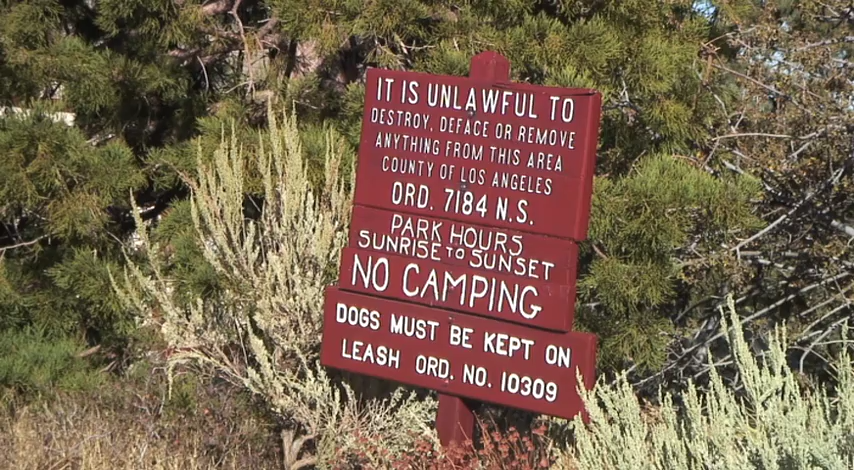 IT IS UNLAWFUL TO
DESTROY, DEFACE OR REMOVE
ANYTHING FROM THIS AREA
COUNTY OF LOS ANGELES
ORD. 7184 N.S.
PARK HOURS
SUNRISE TO SUNSET
NO CAMPING
DOGS MUST BE KEPT ON
LEASH ORD. NO. 10309